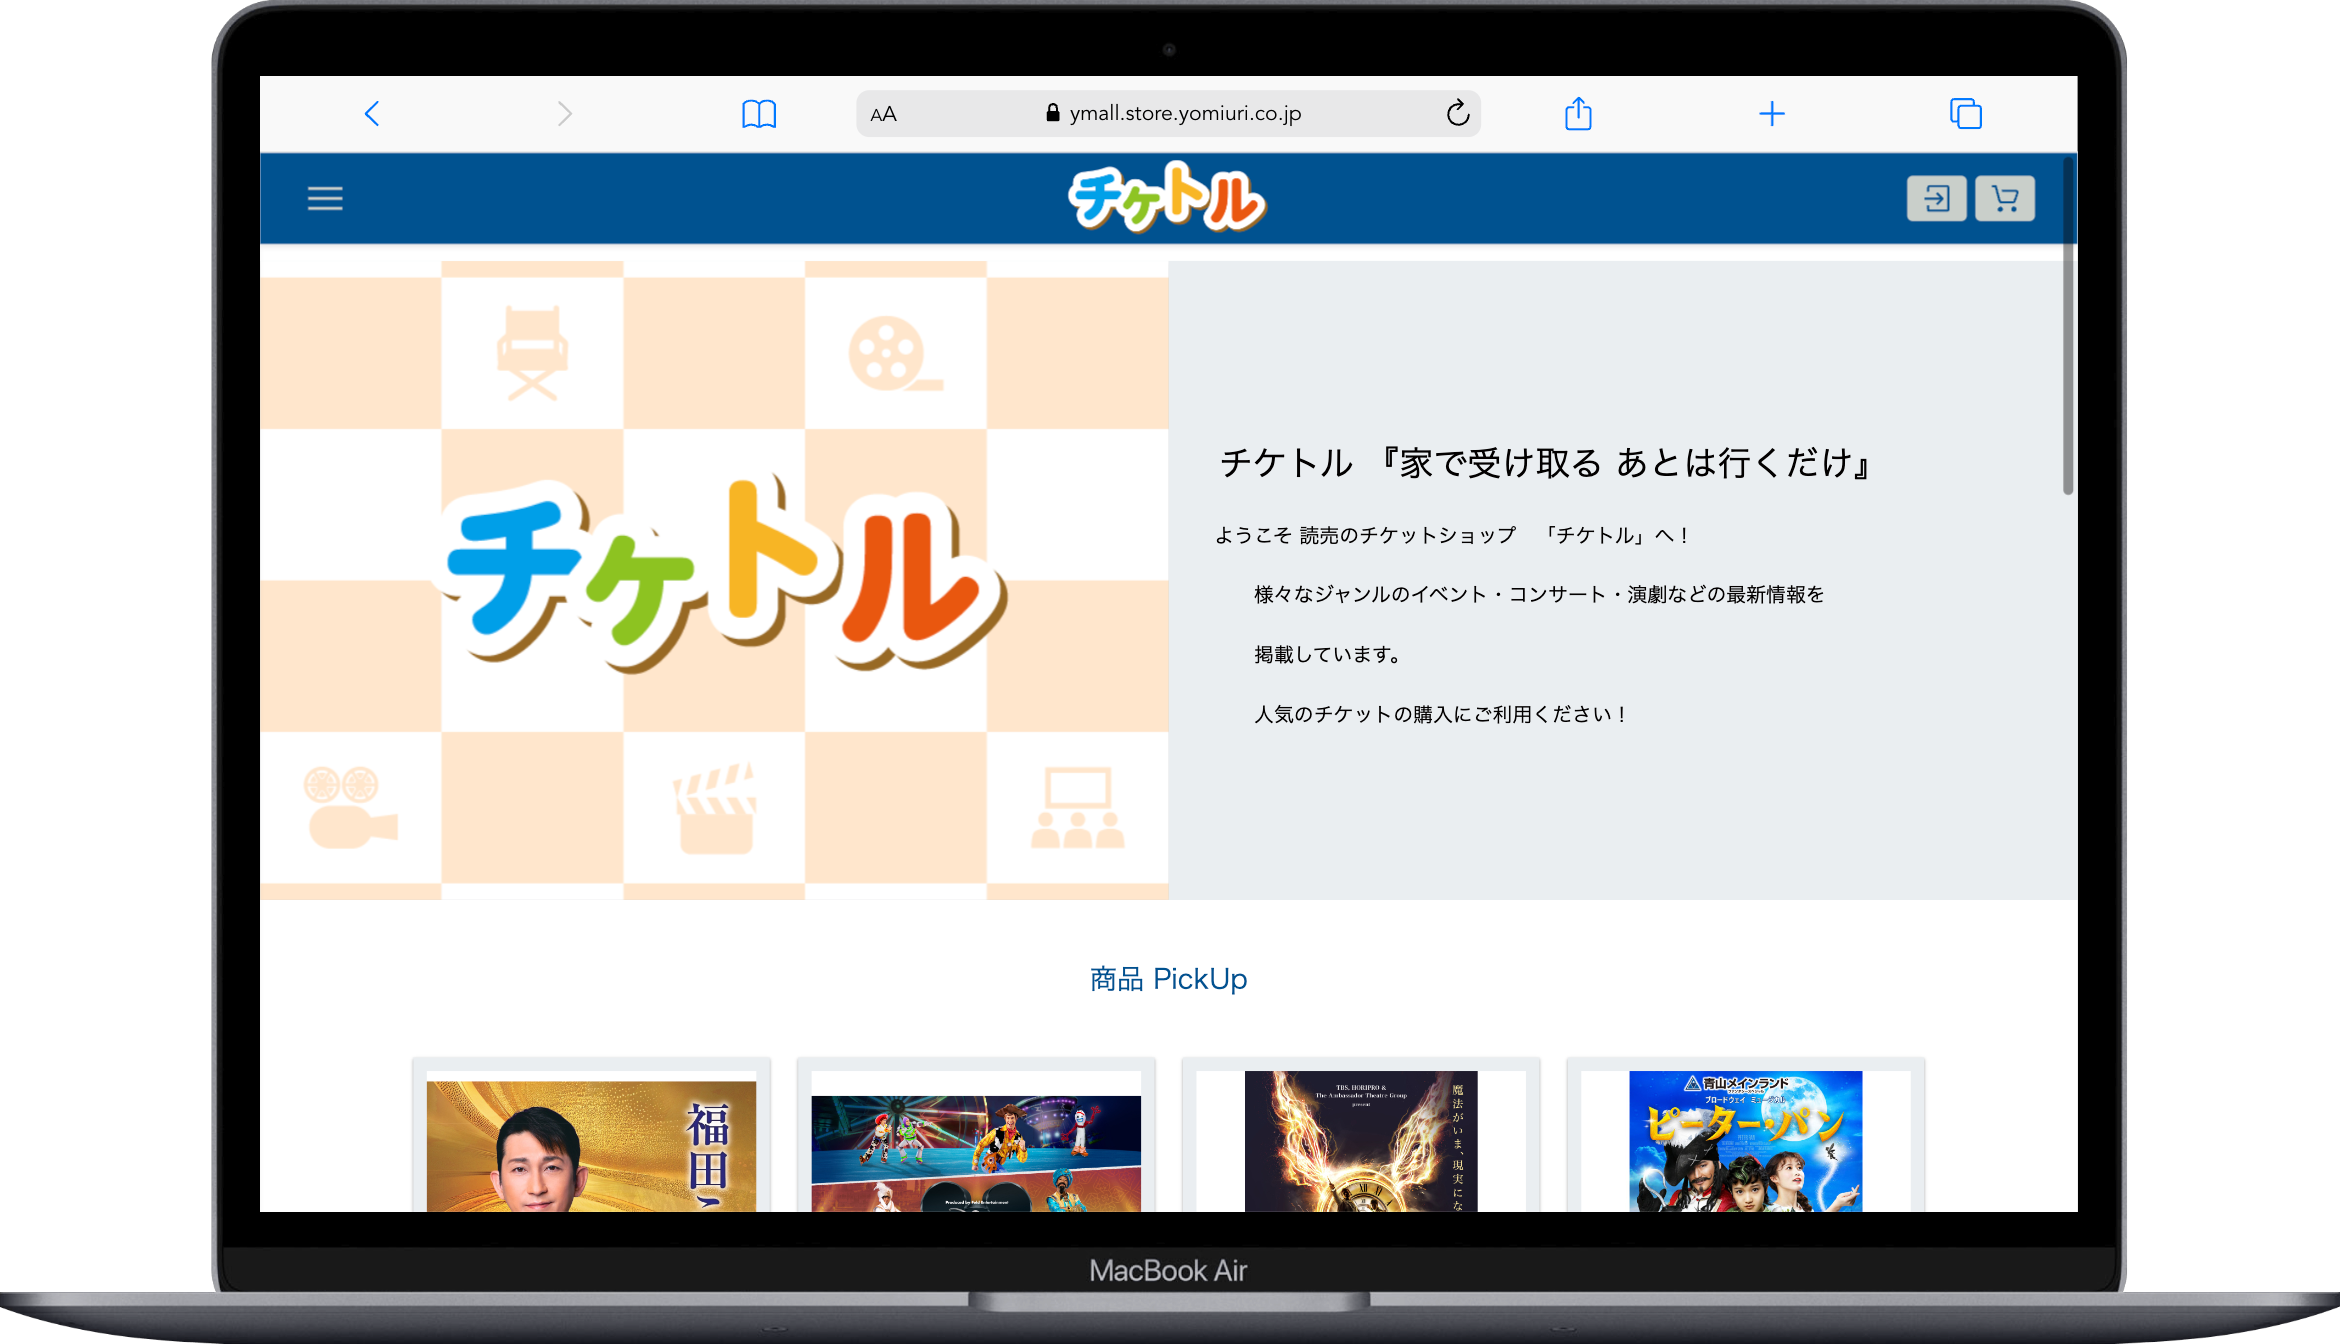 AA ymall.store.yomiuri.co.jp
チケトル
チケトル
チケトル 『家で受け取る あとは行くだけ』
ようこそ 読売のチケットショップ 「チケトル」へ！
様々なジャンルのイベント・コンサート・演劇などの最新情報を
掲載しています。
人気のチケットの購入にご利用ください！
商品 PickUp
福田こ
Produced by Feld Entertainment
TBS, HORIPRO &
The Ambassador Theatre Group
present
魔法がいま、現実にな
青山メインランド
ブロードウェイ ミュージカル
ピーター・パン
MacBook Air